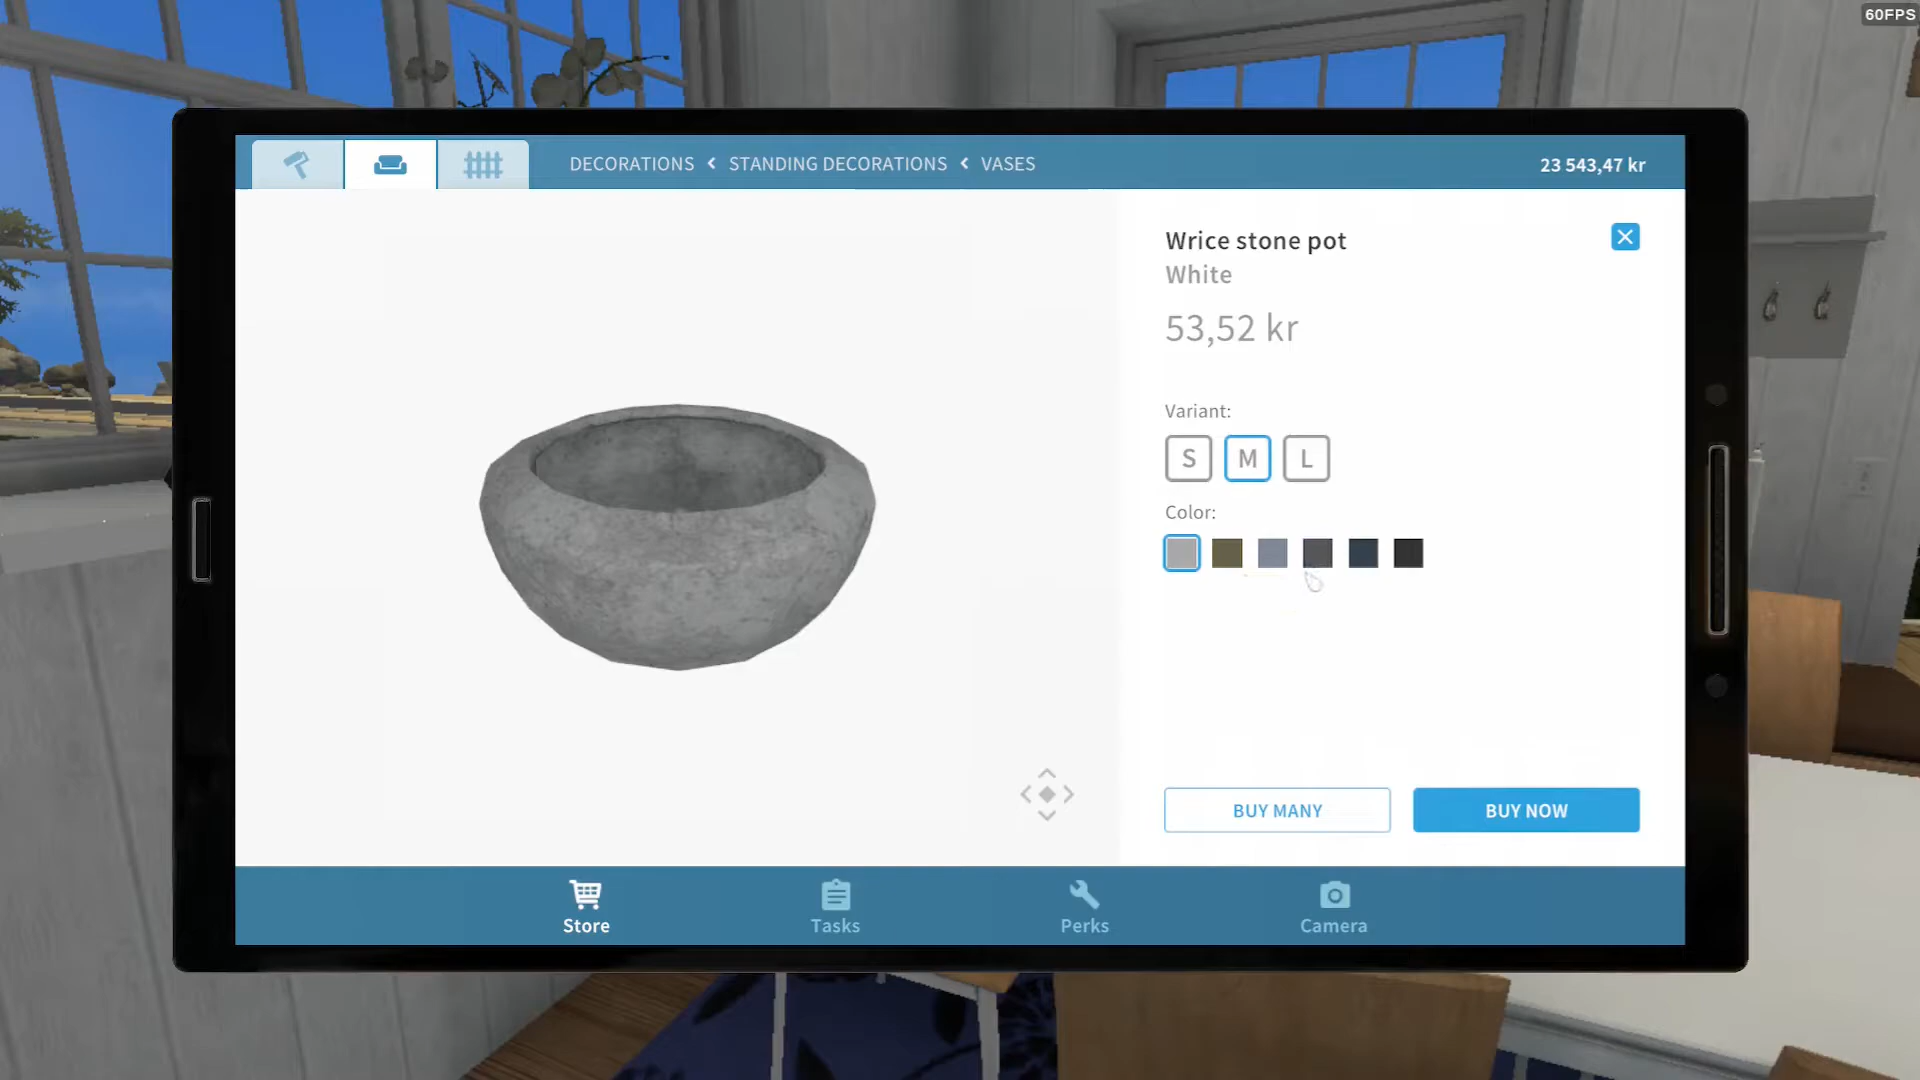 60FPS
DECORATIONS < STANDING DECORATIONS < VASES
23 543,47 kr
Wrice stone pot
White
53,52 kr
Variant:
S M L
Color:
BUY MANY
BUY NOW
Store
Tasks
Perks
Camera